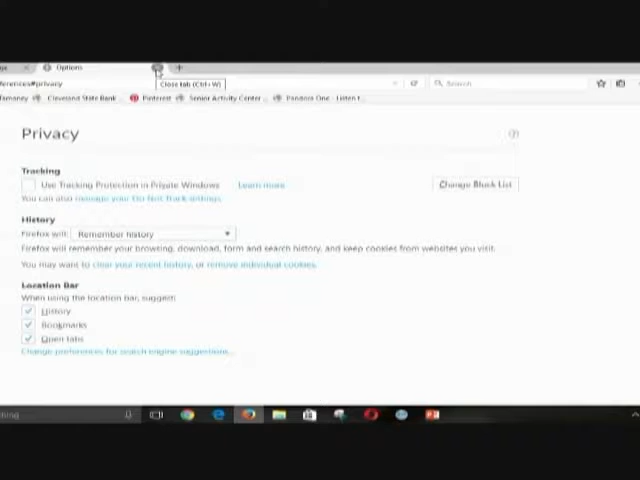 Options
ferences#privacy
Close tab (Ctrl+W)
Search
Cleveland State Bank...
Pinterest
Senior Activity Center...
Pandora One - Listen t...
Privacy
Tracking
Use Tracking Protection in Private Windows
Learn more
Change Block List
You can also manage your Do Not Track settings.
History
Firefox will: Remember history
Firefox will remember your browsing, download, form and search history, and keep cookies from websites you visit.
You may want to clear your recent history, or remove individual cookies.
Location Bar
When using the location bar, suggest:
History
Bookmarks
Open tabs
Change preferences for search engine suggestions...